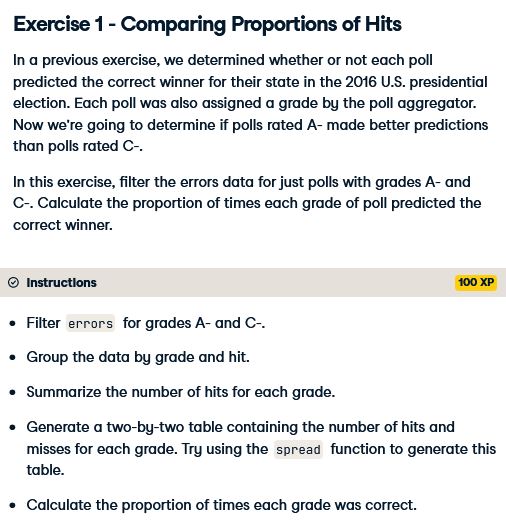 Exercise 1 - Comparing Proportions of Hits
In a previous exercise, we determined whether or not each poll
predicted the correct winner for their state in the 2016 U.S. presidential
election. Each poll was also assigned a grade by the poll aggregator.
Now we're going to determine if polls rated A- made better predictions
than polls rated C-.
In this exercise, filter the errors data for just polls with grades A- and
C-. Calculate the proportion of times each grade of poll predicted the
correct winner.
Instructions 100 XP
• Filter errors for grades A- and C-.
• Group the data by grade and hit.
• Summarize the number of hits for each grade.
• Generate a two-by-two table containing the number of hits and
misses for each grade. Try using the spread function to generate this
table.
• Calculate the proportion of times each grade was correct.